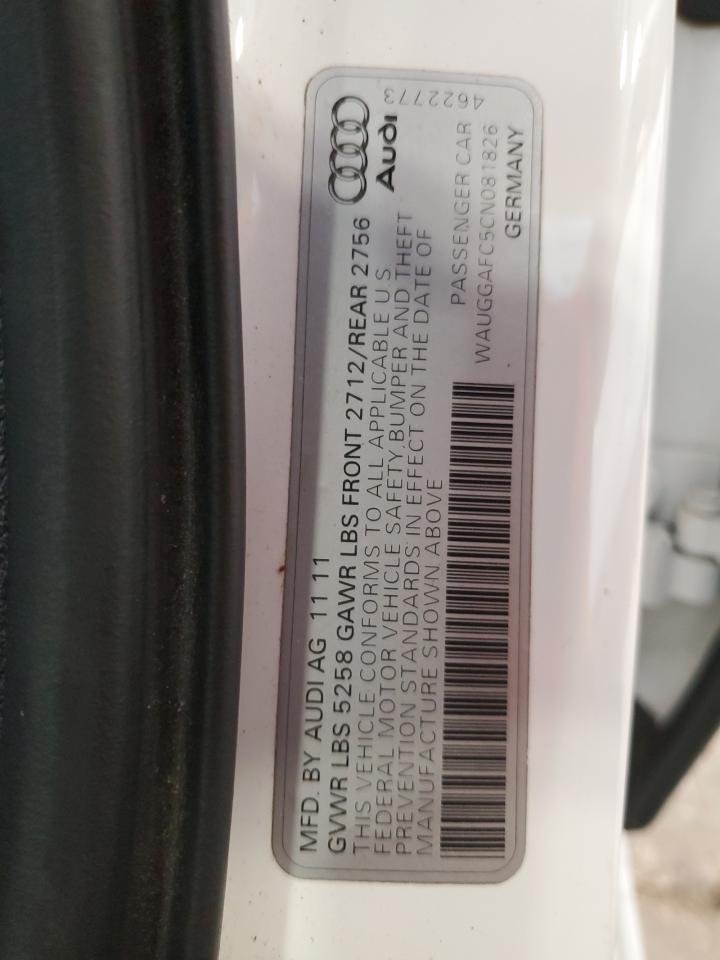 MFD. BY AUDI AG 11 11
GVWR LBS 5258 GAWR LBS FRONT 2712/REAR 2756
THIS VEHICLE CONFORMS TO ALL APPLICABLE U.S.
FEDERAL MOTOR VEHICLE SAFETY, BUMPER AND THEFT
PREVENTION STANDARDS IN EFFECT ON THE DATE OF
MANUFACTURE SHOWN ABOVE
PASSENGER CAR
WAUGGAFC5CN081826
GERMANY
Audi
462277 3